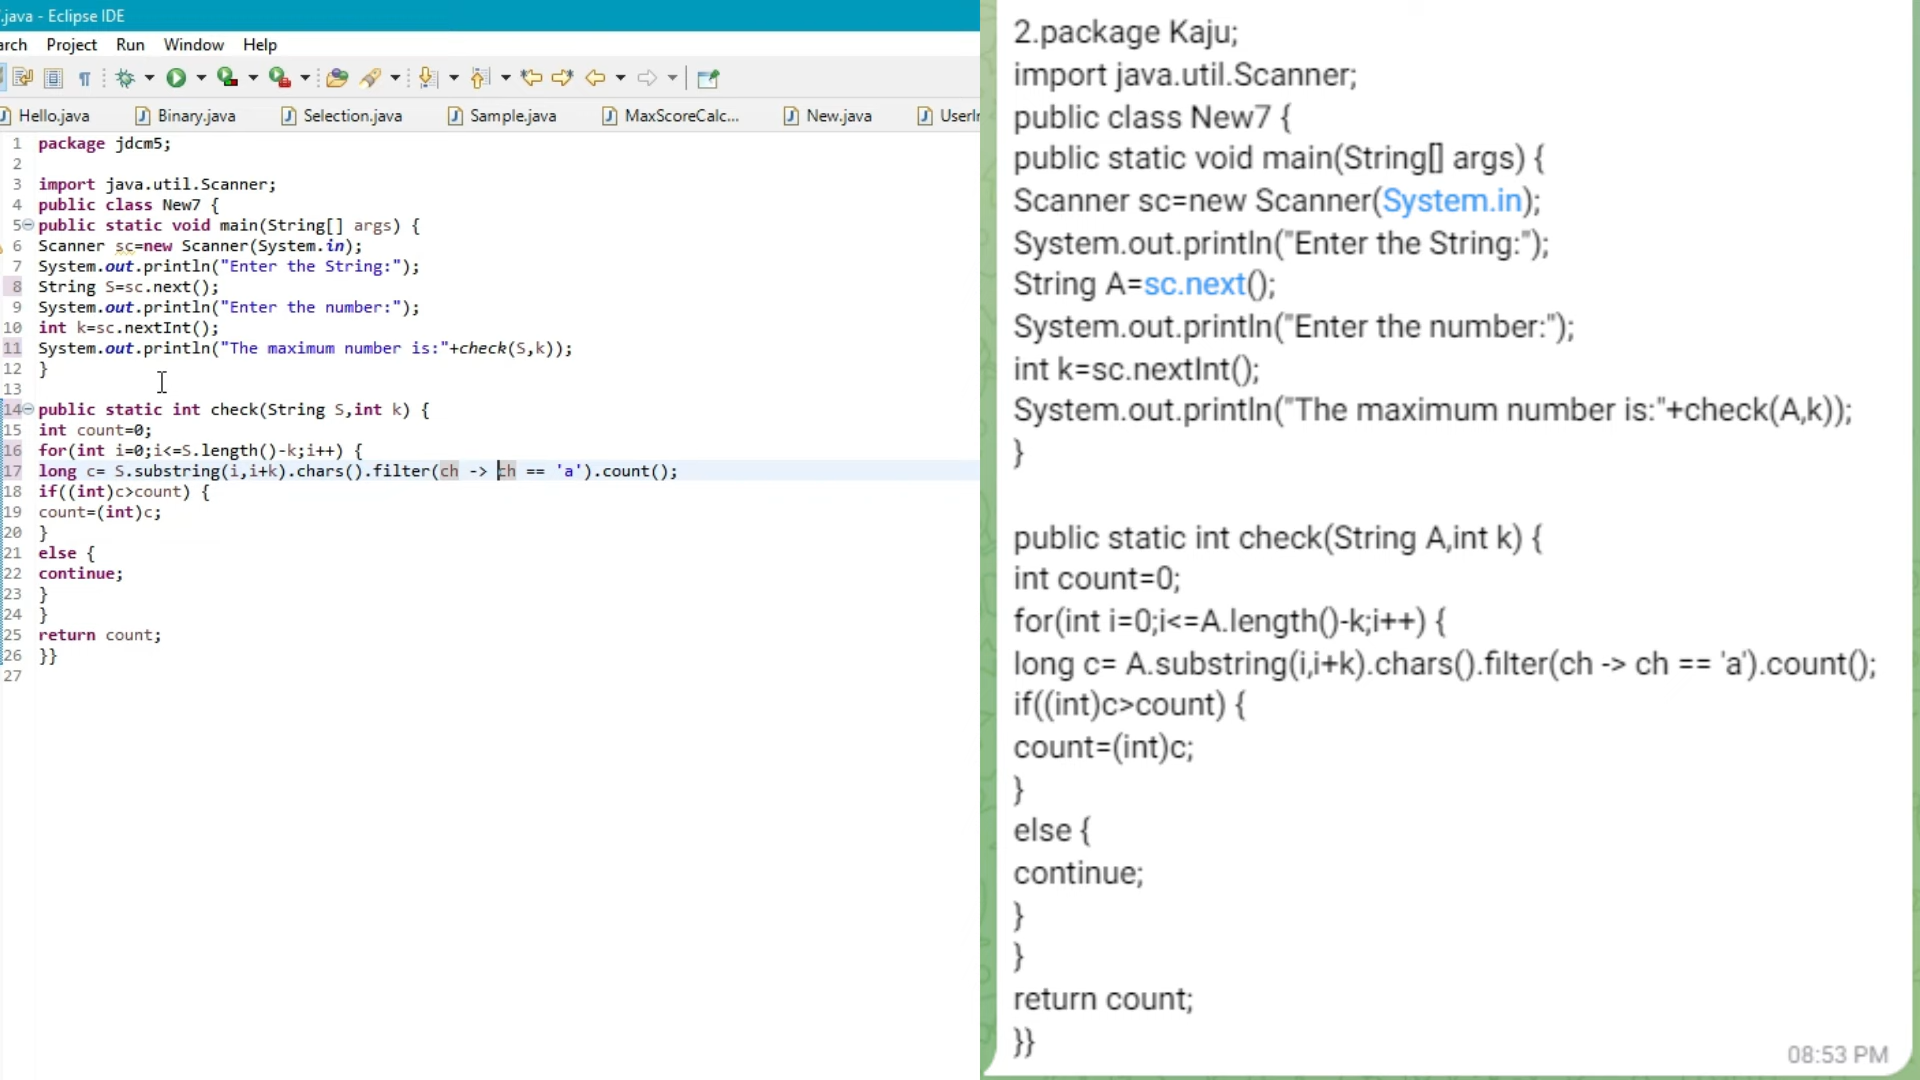 .java - Eclipse IDE
arch Project Run Window Help
Hello.java Binary.java Selection.java Sample.java MaxScoreCalc... New.java UserIn
1 package jdcm5;
2
3 import java.util.Scanner;
4 public class New7 {
5 public static void main(String[] args) {
6 Scanner sc=new Scanner(System.in);
7 System.out.println("Enter the String:");
8 String S=sc.next();
9 System.out.println("Enter the number:");
10 int k=sc.nextInt();
11 System.out.println("The maximum number is:"+check(S,k));
12 }
13
14 public static int check(String S,int k) {
15 int count=0;
16 for(int i=0;i<=S.length()-k;i++) {
17 long c= S.substring(i,i+k).chars().filter(ch -> ch == 'a').count();
18 if((int)c>count) {
19 count=(int)c;
20 }
21 else {
22 continue;
23 }
24 }
25 return count;
26 }}
27
2.package Kaju;
import java.util.Scanner;
public class New7 {
public static void main(String[] args) {
Scanner sc=new Scanner(System.in);
System.out.println("Enter the String:");
String A=sc.next();
System.out.println("Enter the number:");
int k=sc.nextInt();
System.out.println("The maximum number is:"+check(A,k));
}
public static int check(String A,int k) {
int count=0;
for(int i=0;i<=A.length()-k;i++) {
long c= A.substring(i,i+k).chars().filter(ch -> ch == 'a').count();
if((int)c>count) {
count=(int)c;
}
else {
continue;
}
}
return count;
}}
08:53 PM